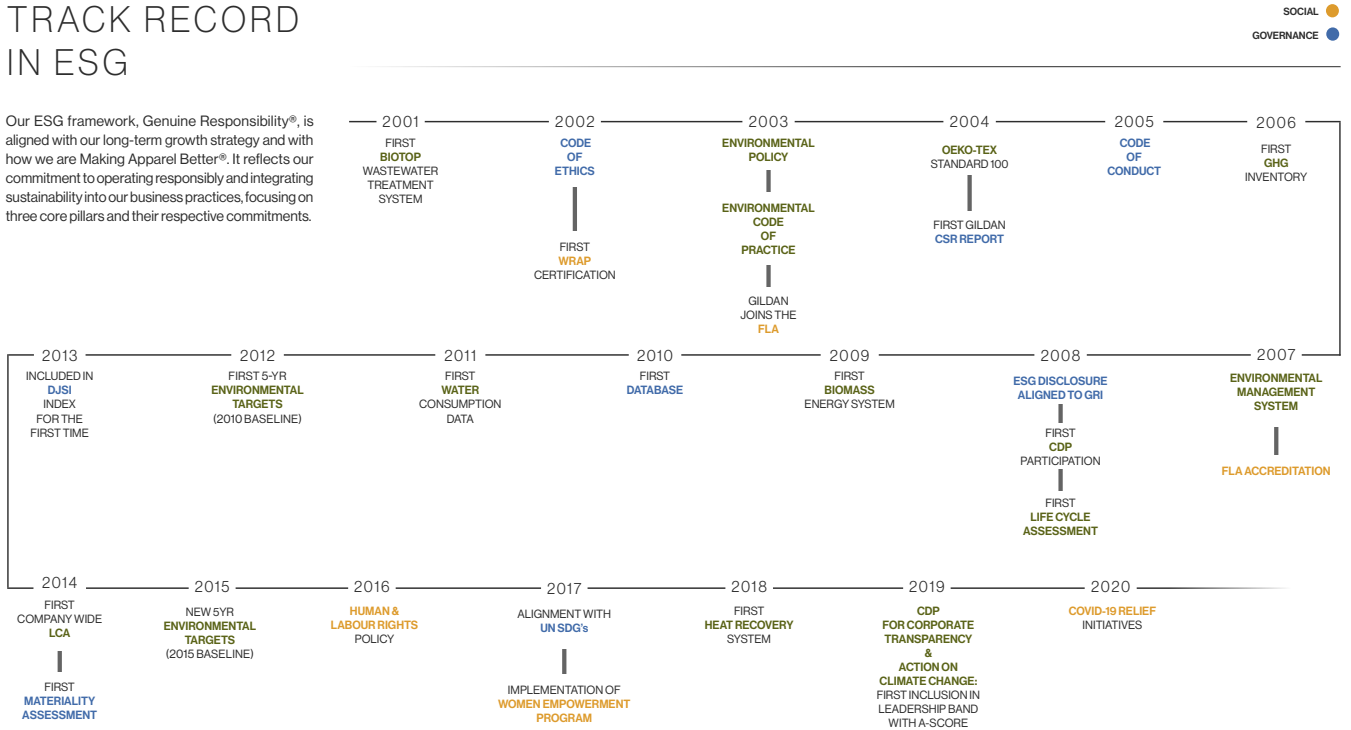 TRACK RECORD
IN ESG
SOCIAL
GOVERNANCE
Our ESG framework, Genuine Responsibility®, is
aligned with our long-term growth strategy and with
how we are Making Apparel Better®. It reflects our
commitment to operating responsibly and integrating
sustainability into our business practices, focusing on
three core pillars and their respective commitments.
2001
FIRST
BIOTOP
WASTEWATER
TREATMENT
SYSTEM
2002
CODE
OF
ETHICS
FIRST
WRAP
CERTIFICATION
2003
ENVIRONMENTAL
POLICY
ENVIRONMENTAL
CODE
OF
PRACTICE
GILDAN
JOINS THE
FLA
2004
OEKO-TEX
STANDARD 100
FIRST GILDAN
CSR REPORT
2005
CODE
OF
CONDUCT
2006
FIRST
GHG
INVENTORY
2007
ENVIRONMENTAL
MANAGEMENT
SYSTEM
FLA ACCREDITATION
2008
ESG DISCLOSURE
ALIGNED TO GRI
FIRST
CDP
PARTICIPATION
FIRST
LIFE CYCLE
ASSESSMENT
2009
FIRST
BIOMASS
ENERGY SYSTEM
2010
FIRST
DATABASE
2011
FIRST
WATER
CONSUMPTION
DATA
2012
FIRST 5-YR
ENVIRONMENTAL
TARGETS
(2010 BASELINE)
2013
INCLUDED IN
DJSI
INDEX
FOR THE
FIRST TIME
2014
FIRST
COMPANY WIDE
LCA
FIRST
MATERIALITY
ASSESSMENT
2015
NEW 5YR
ENVIRONMENTAL
TARGETS
(2015 BASELINE)
2016
HUMAN &
LABOUR RIGHTS
POLICY
2017
ALIGNMENT WITH
UN SDG's
IMPLEMENTATION OF
WOMEN EMPOWERMENT
PROGRAM
2018
FIRST
HEAT RECOVERY
SYSTEM
2019
CDP
FOR CORPORATE
TRANSPARENCY
&
ACTION ON
CLIMATE CHANGE:
FIRST INCLUSION IN
LEADERSHIP BAND
WITH A-SCORE
2020
COVID-19 RELIEF
INITIATIVES